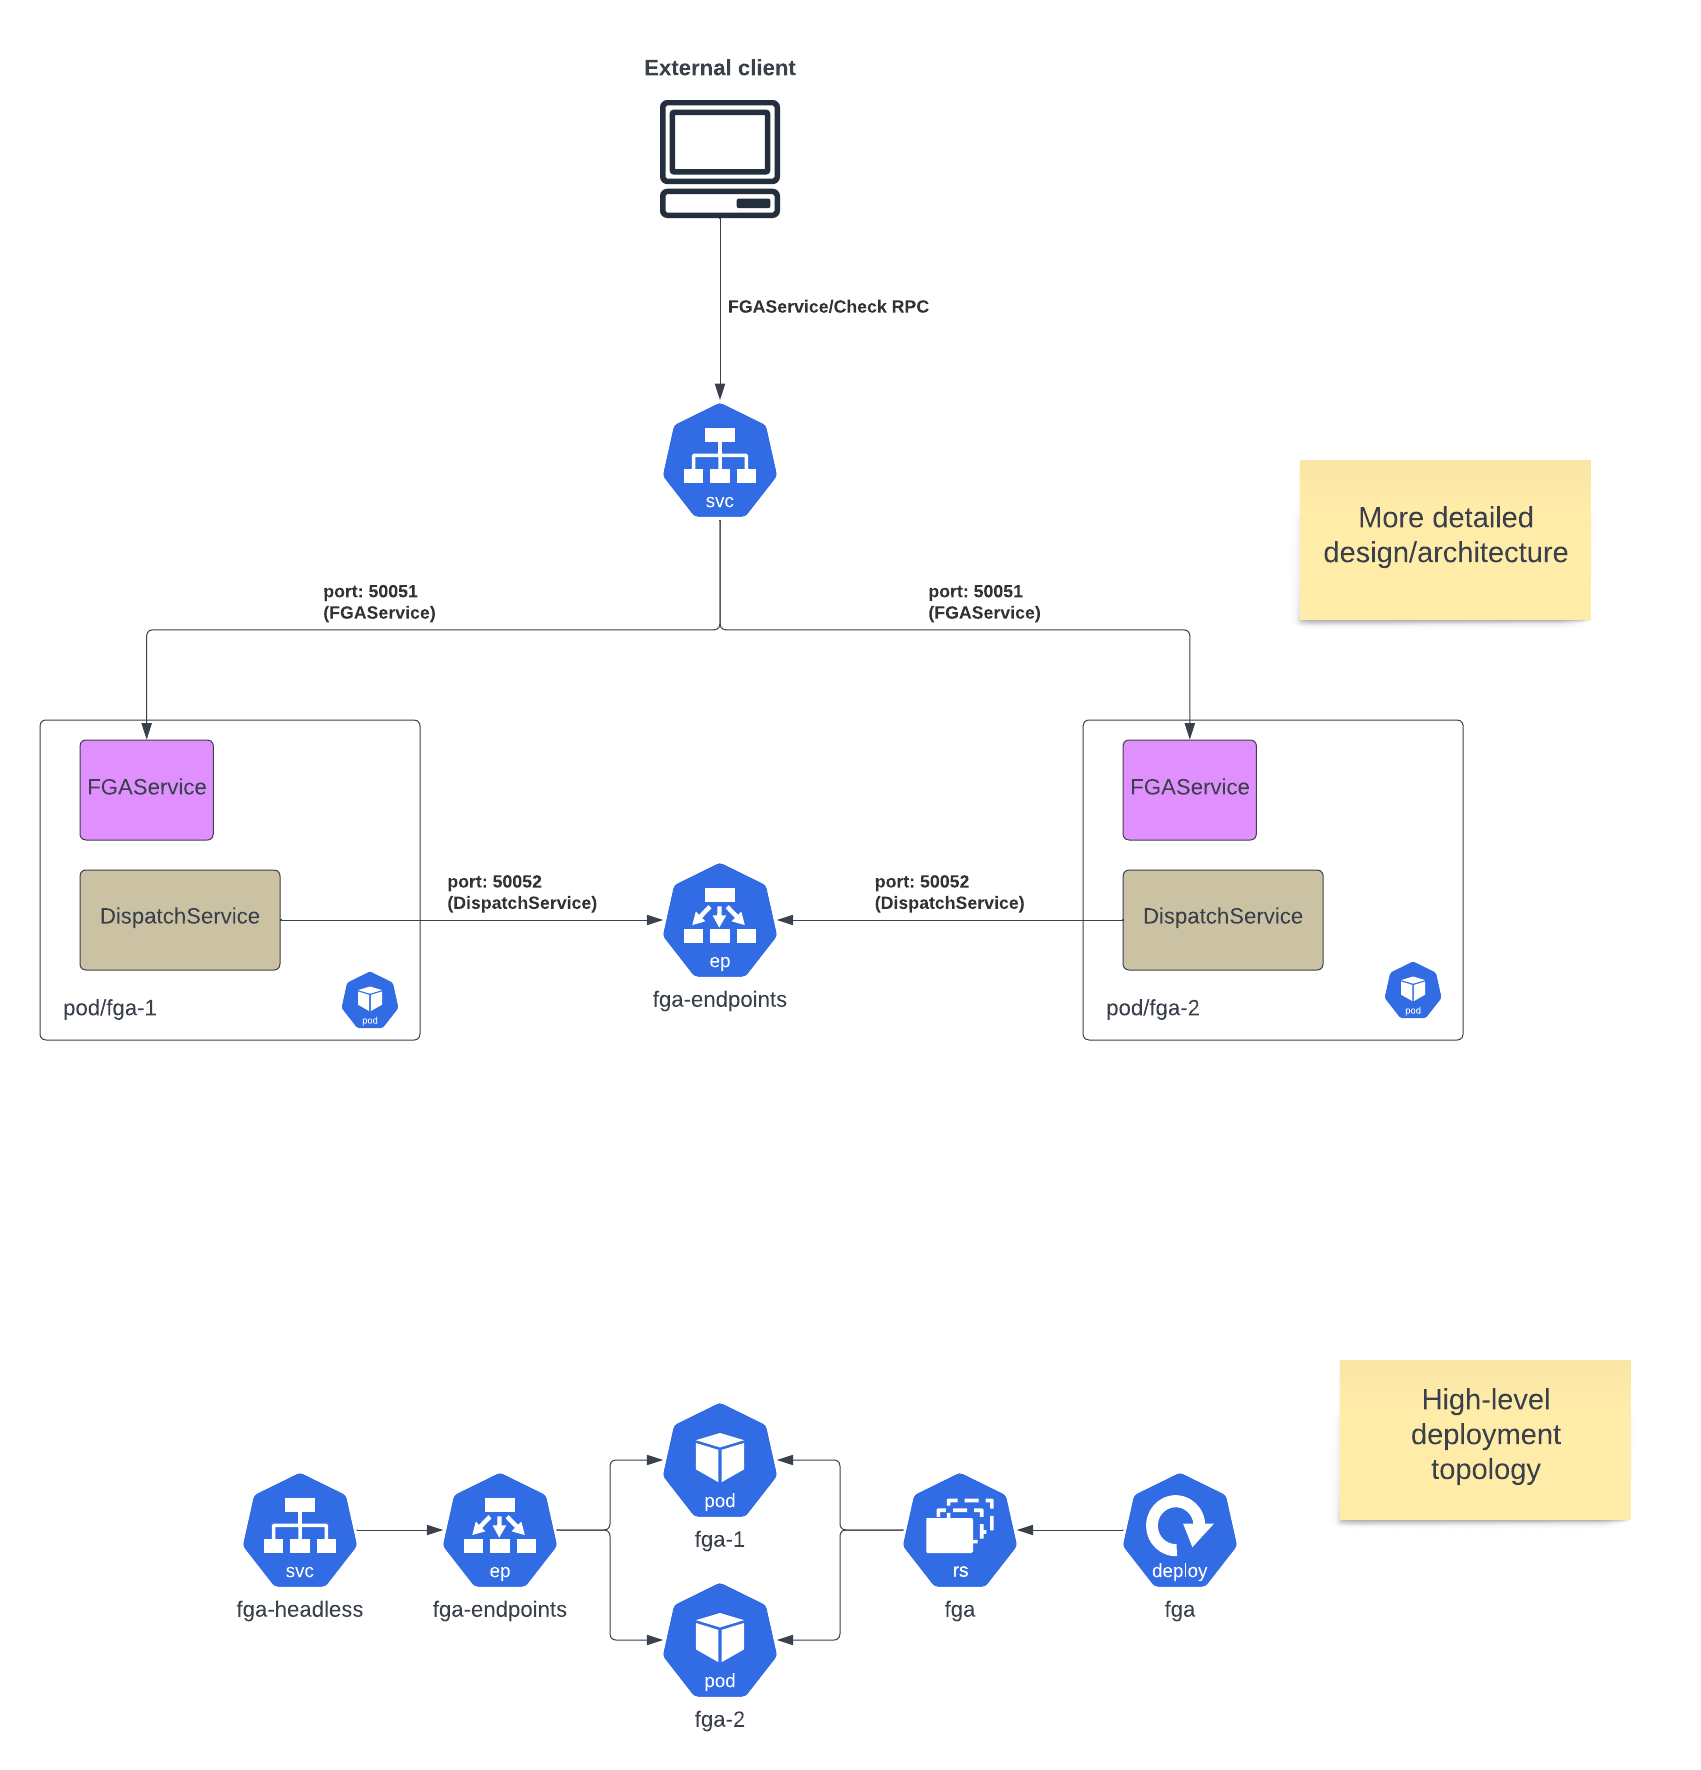 External client
FGAService/Check RPC
svc
More detailed
design/architecture
port: 50051
(FGAService)
port: 50051
(FGAService)
FGAService
FGAService
port: 50052
(DispatchService)
port: 50052
(DispatchService)
DispatchService
DispatchService
ep
fga-endpoints
pod/fga-1
pod
pod/fga-2
pod
High-level
deployment
topology
pod
fga-1
svc
fga-headless
ep
fga-endpoints
rs
fga
deploy
fga
pod
fga-2